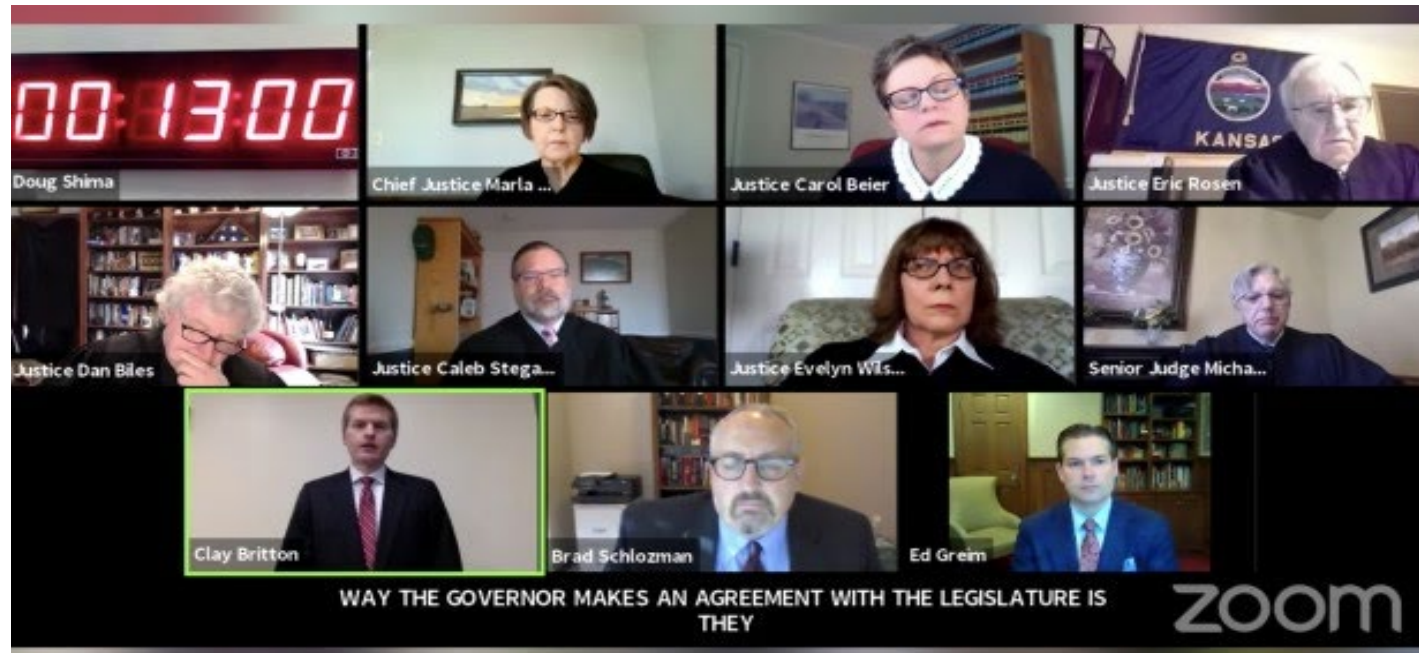 00:13:00
Doug Shima
Chief Justice Marla ...
Justice Carol Beier
KANSA
Justice Eric Rosen
Justice Dan Biles
Justice Caleb Stega...
Justice Evelyn Wils...
Senior Judge Micha...
Clay Britton
Brad Schlozman
Ed Greim
WAY THE GOVERNOR MAKES AN AGREEMENT WITH THE LEGISLATURE IS
THEY
zoom